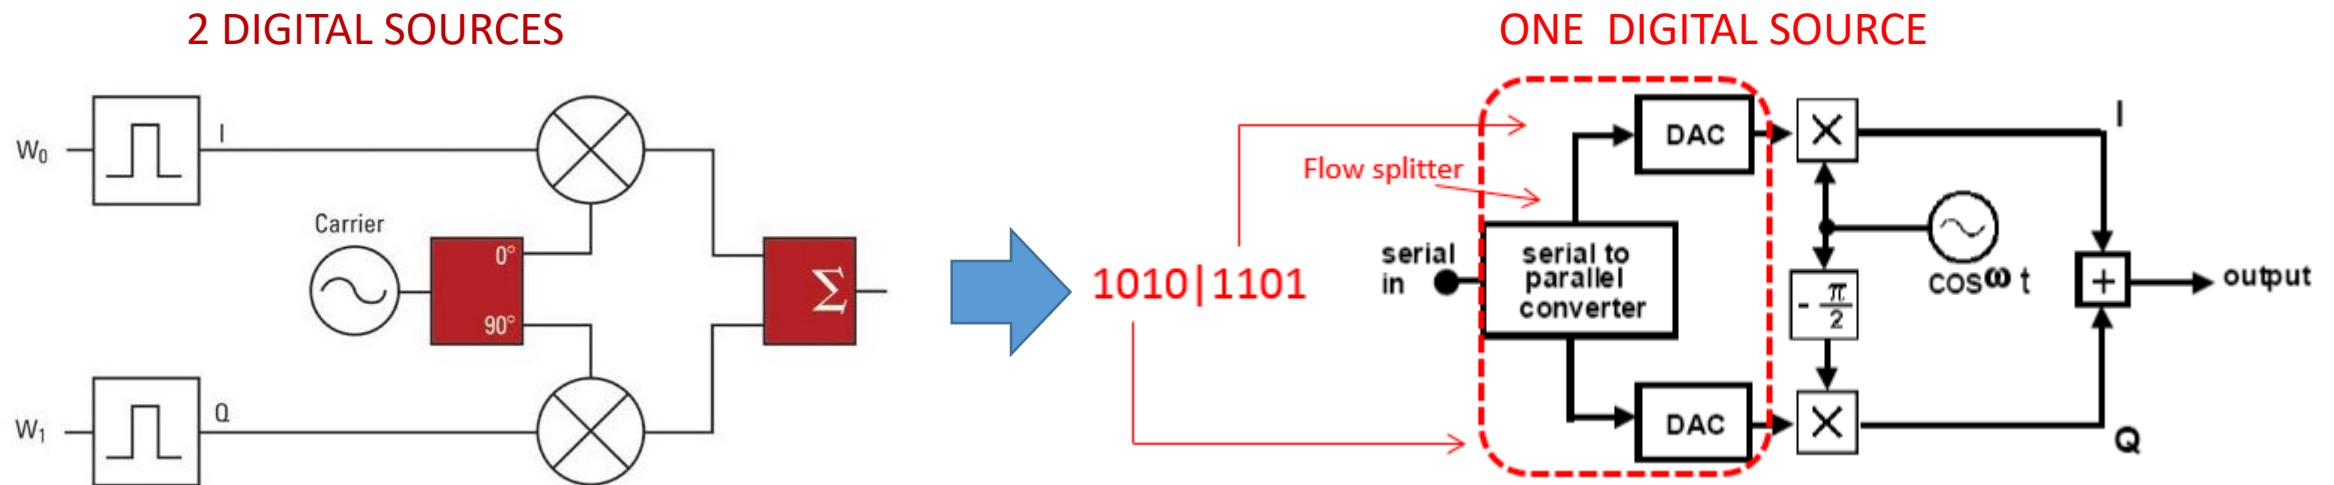 2 DIGITAL SOURCES
W0
I
Carrier
0°
90°
Σ
Q
W1
ONE DIGITAL SOURCE
Flow splitter
1010|1101
serial
in
serial to
parallel
converter
DAC
DAC
×
I
cosω t
- π/2
×
+
output
Q